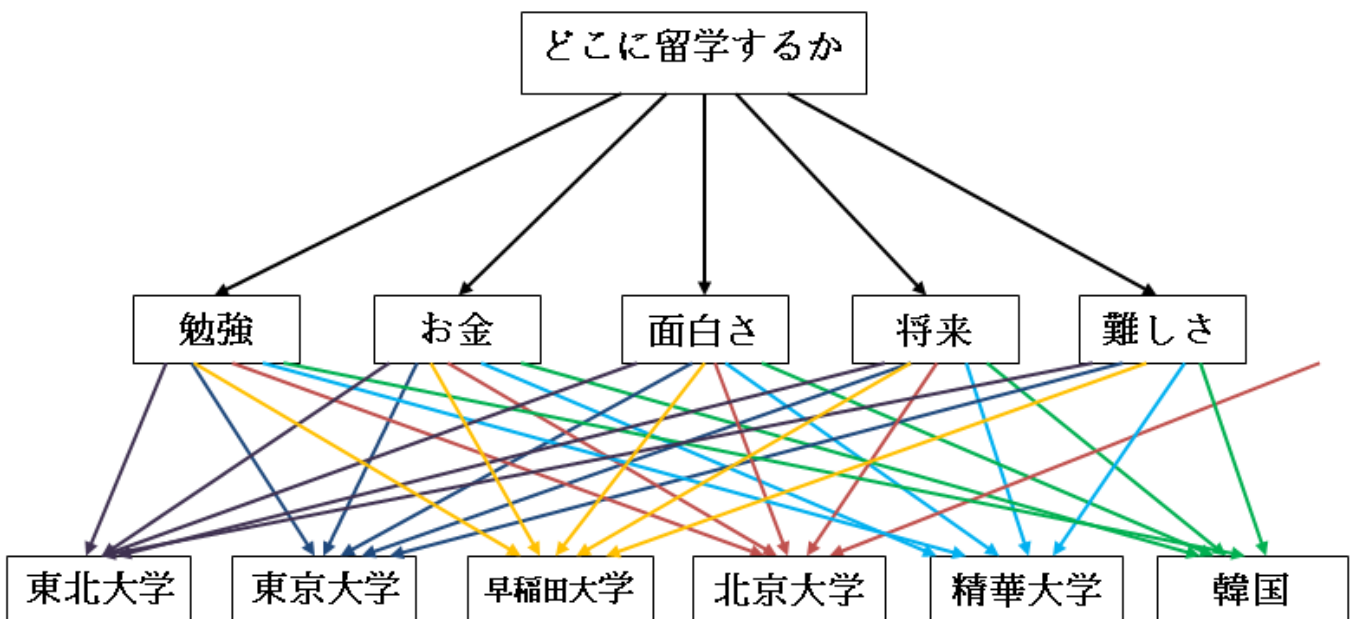 どこに留学するか
勉強
お金
面白さ
将来
難しさ
東北大学
東京大学
早稲田大学
北京大学
精華大学
韓国